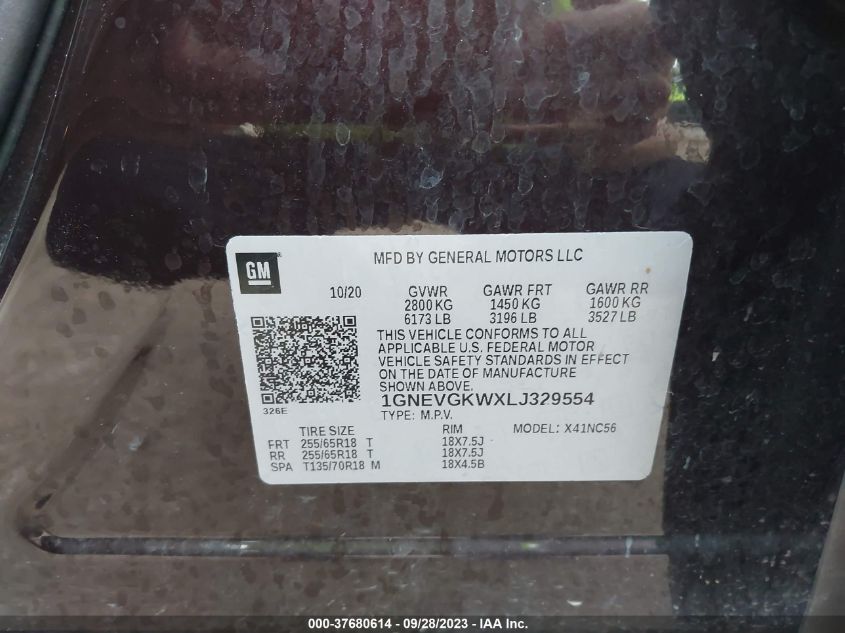 GM
MFD BY GENERAL MOTORS LLC
10/20 GVWR GAWR FRT GAWR RR
2800 KG 1450 KG 1600 KG
6173 LB 3196 LB 3527 LB
THIS VEHICLE CONFORMS TO ALL
APPLICABLE U.S. FEDERAL MOTOR
VEHICLE SAFETY STANDARDS IN EFFECT
ON THE DATE OF MANUFACTURE
SHOWN ABOVE
326E
1GNEVGKWXLJ329554
TYPE: M.P.V.
TIRE SIZE RIM MODEL: X41NC56
FRT 255/65R18 T 18X7.5J
RR 255/65R18 T 18X7.5J
SPA T135/70R18 M 18X4.5B
000-37680614 - 09/28/2023 - IAA Inc.